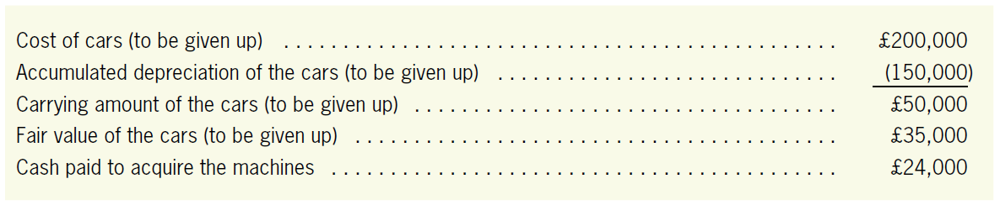 Cost of cars (to be given up) . . . . . . . . . . . . . . . . . . . . . . . . . . . . . . . . . . . . . . . . . . . . . . . . . . . £200,000
Accumulated depreciation of the cars (to be given up) . . . . . . . . . . . . . . . . . . . . . . . . . . . . . . . (150,000)
Carrying amount of the cars (to be given up) . . . . . . . . . . . . . . . . . . . . . . . . . . . . . . . . . . . . . . . £50,000
Fair value of the cars (to be given up) . . . . . . . . . . . . . . . . . . . . . . . . . . . . . . . . . . . . . . . . . . . . £35,000
Cash paid to acquire the machines . . . . . . . . . . . . . . . . . . . . . . . . . . . . . . . . . . . . . . . . . . . . . . £24,000